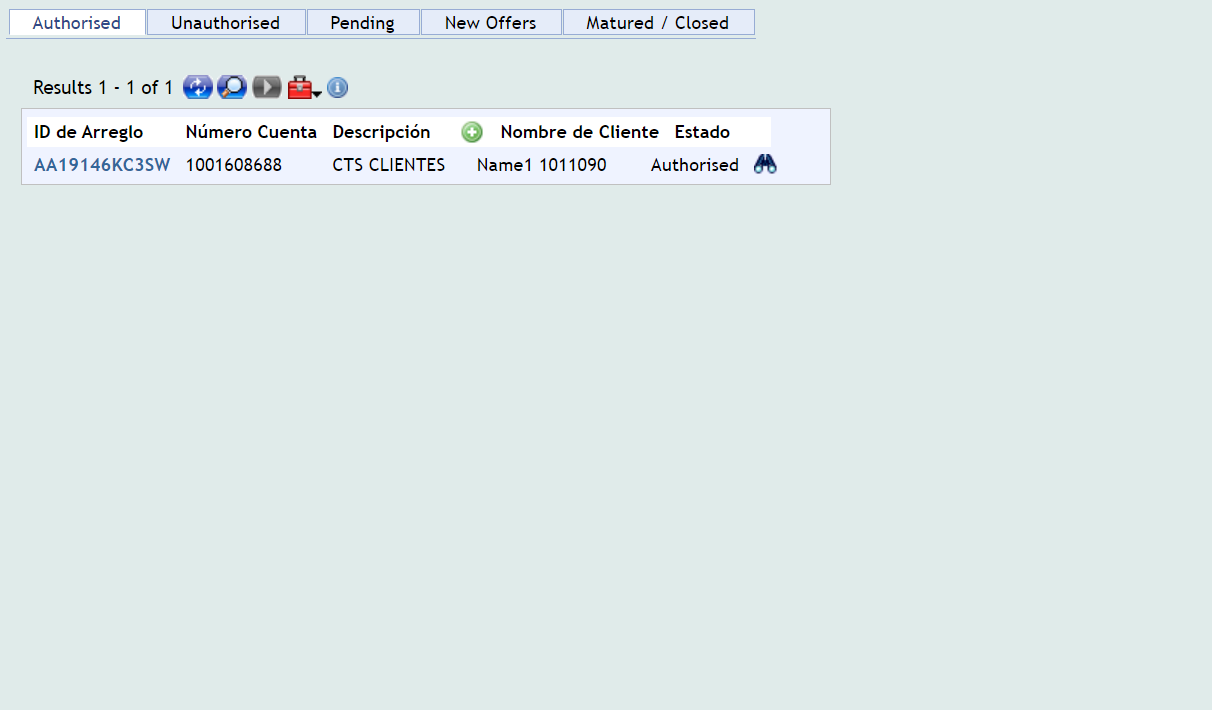 Authorised Unauthorised Pending New Offers Matured / Closed
Results 1 - 1 of 1
ID de Arreglo Número Cuenta Descripción Nombre de Cliente Estado
AA19146KC3SW 1001608688 CTS CLIENTES Name1 1011090 Authorised